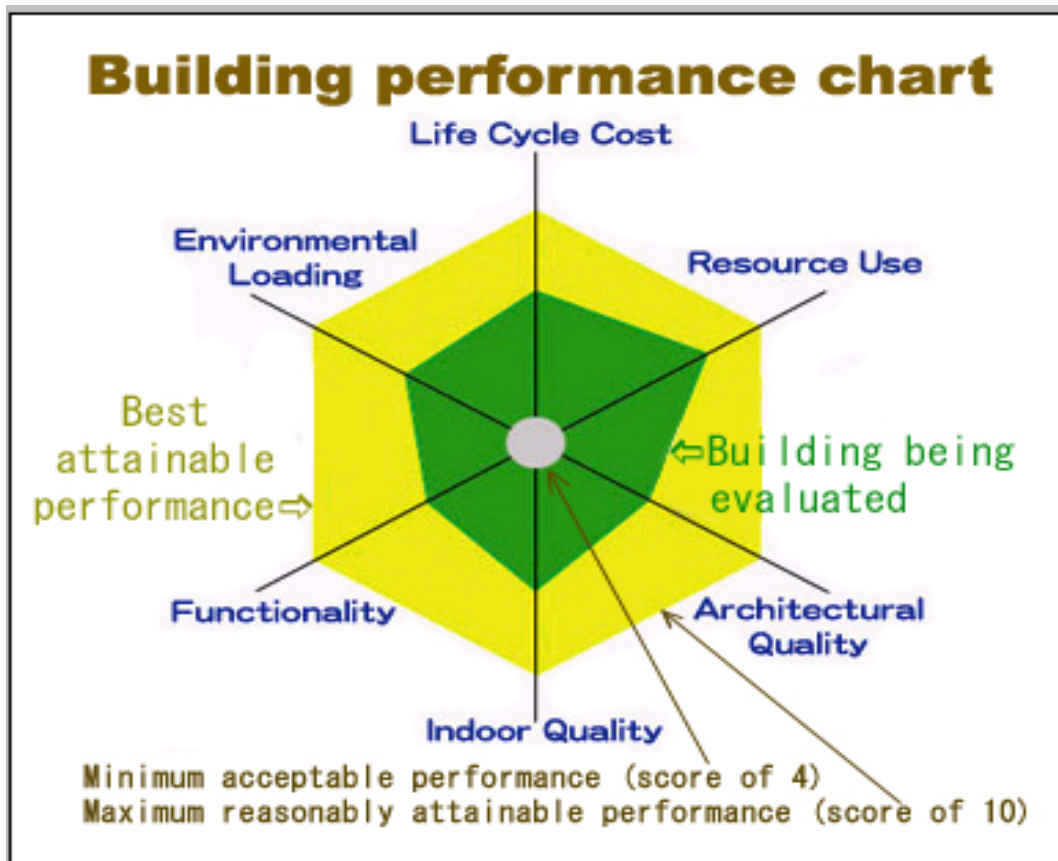 Building performance chart
Life Cycle Cost
Environmental
Loading
Resource Use
Best
attainable
performance⇨
⇦Building being
evaluated
Functionality
Architectural
Quality
Indoor Quality
Minimum acceptable performance (score of 4)
Maximum reasonably attainable performance (score of 10)